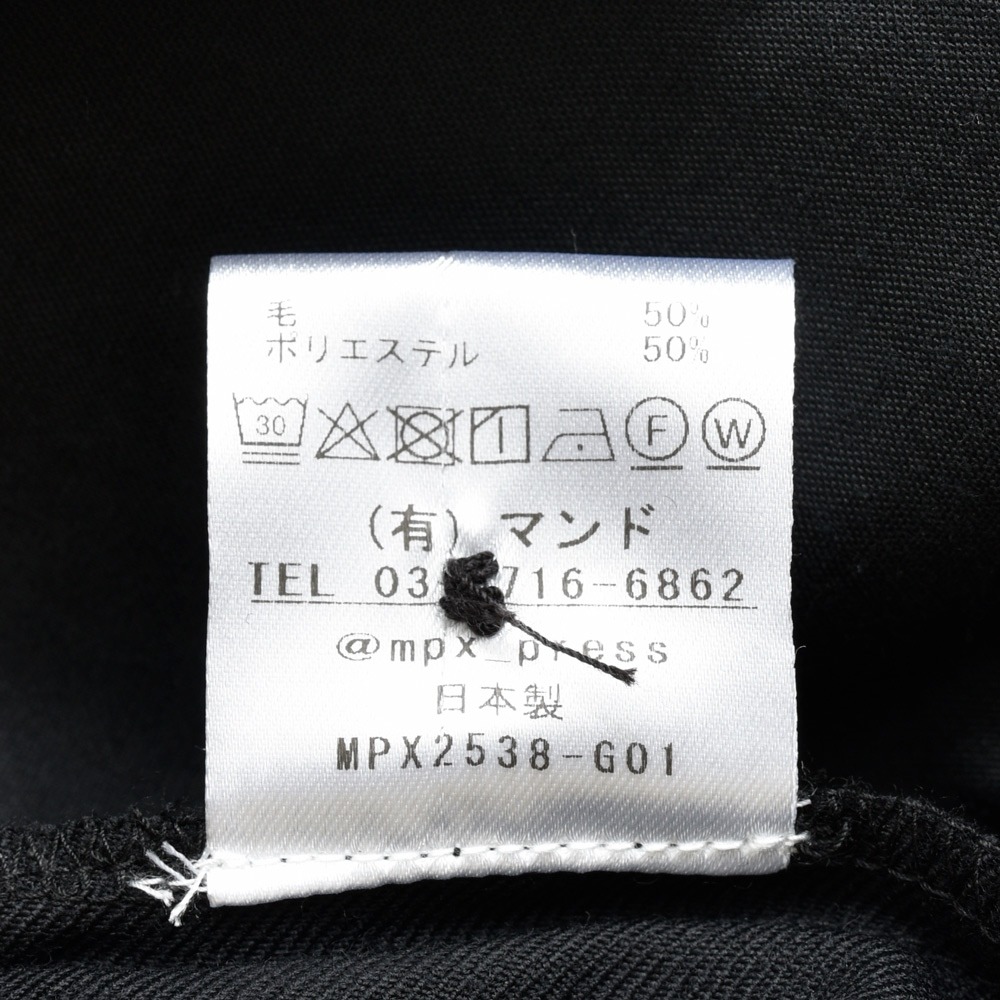 毛 50%
ポリエステル 50%
30
F W
(有) マンド
TEL 03 716-6862
@mpx_press
日本製
MPX2538-G01